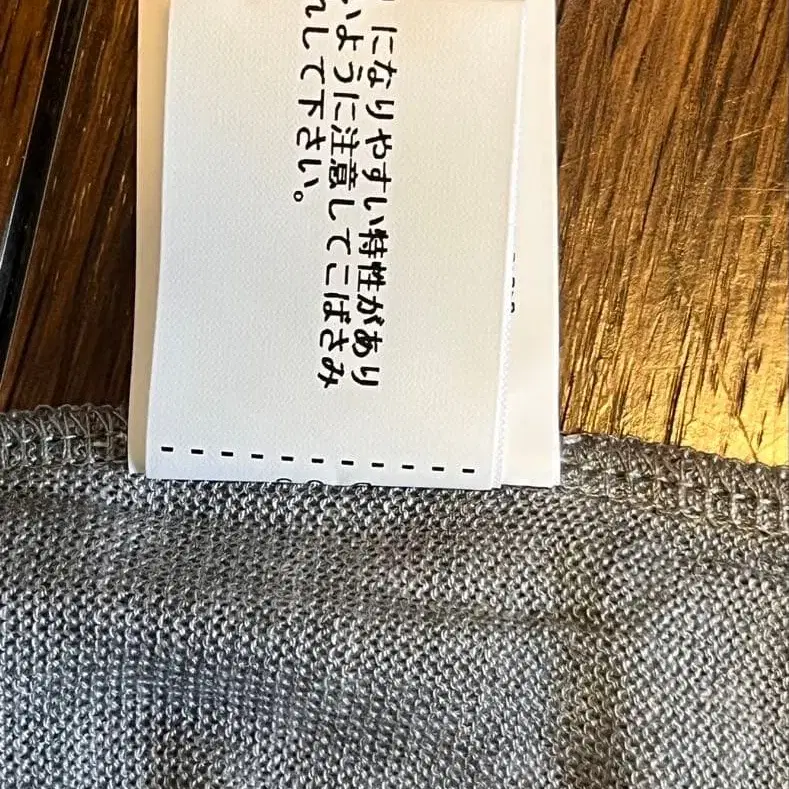 になりやすい特性があり
いように注意してこばさみ
れして下さい。